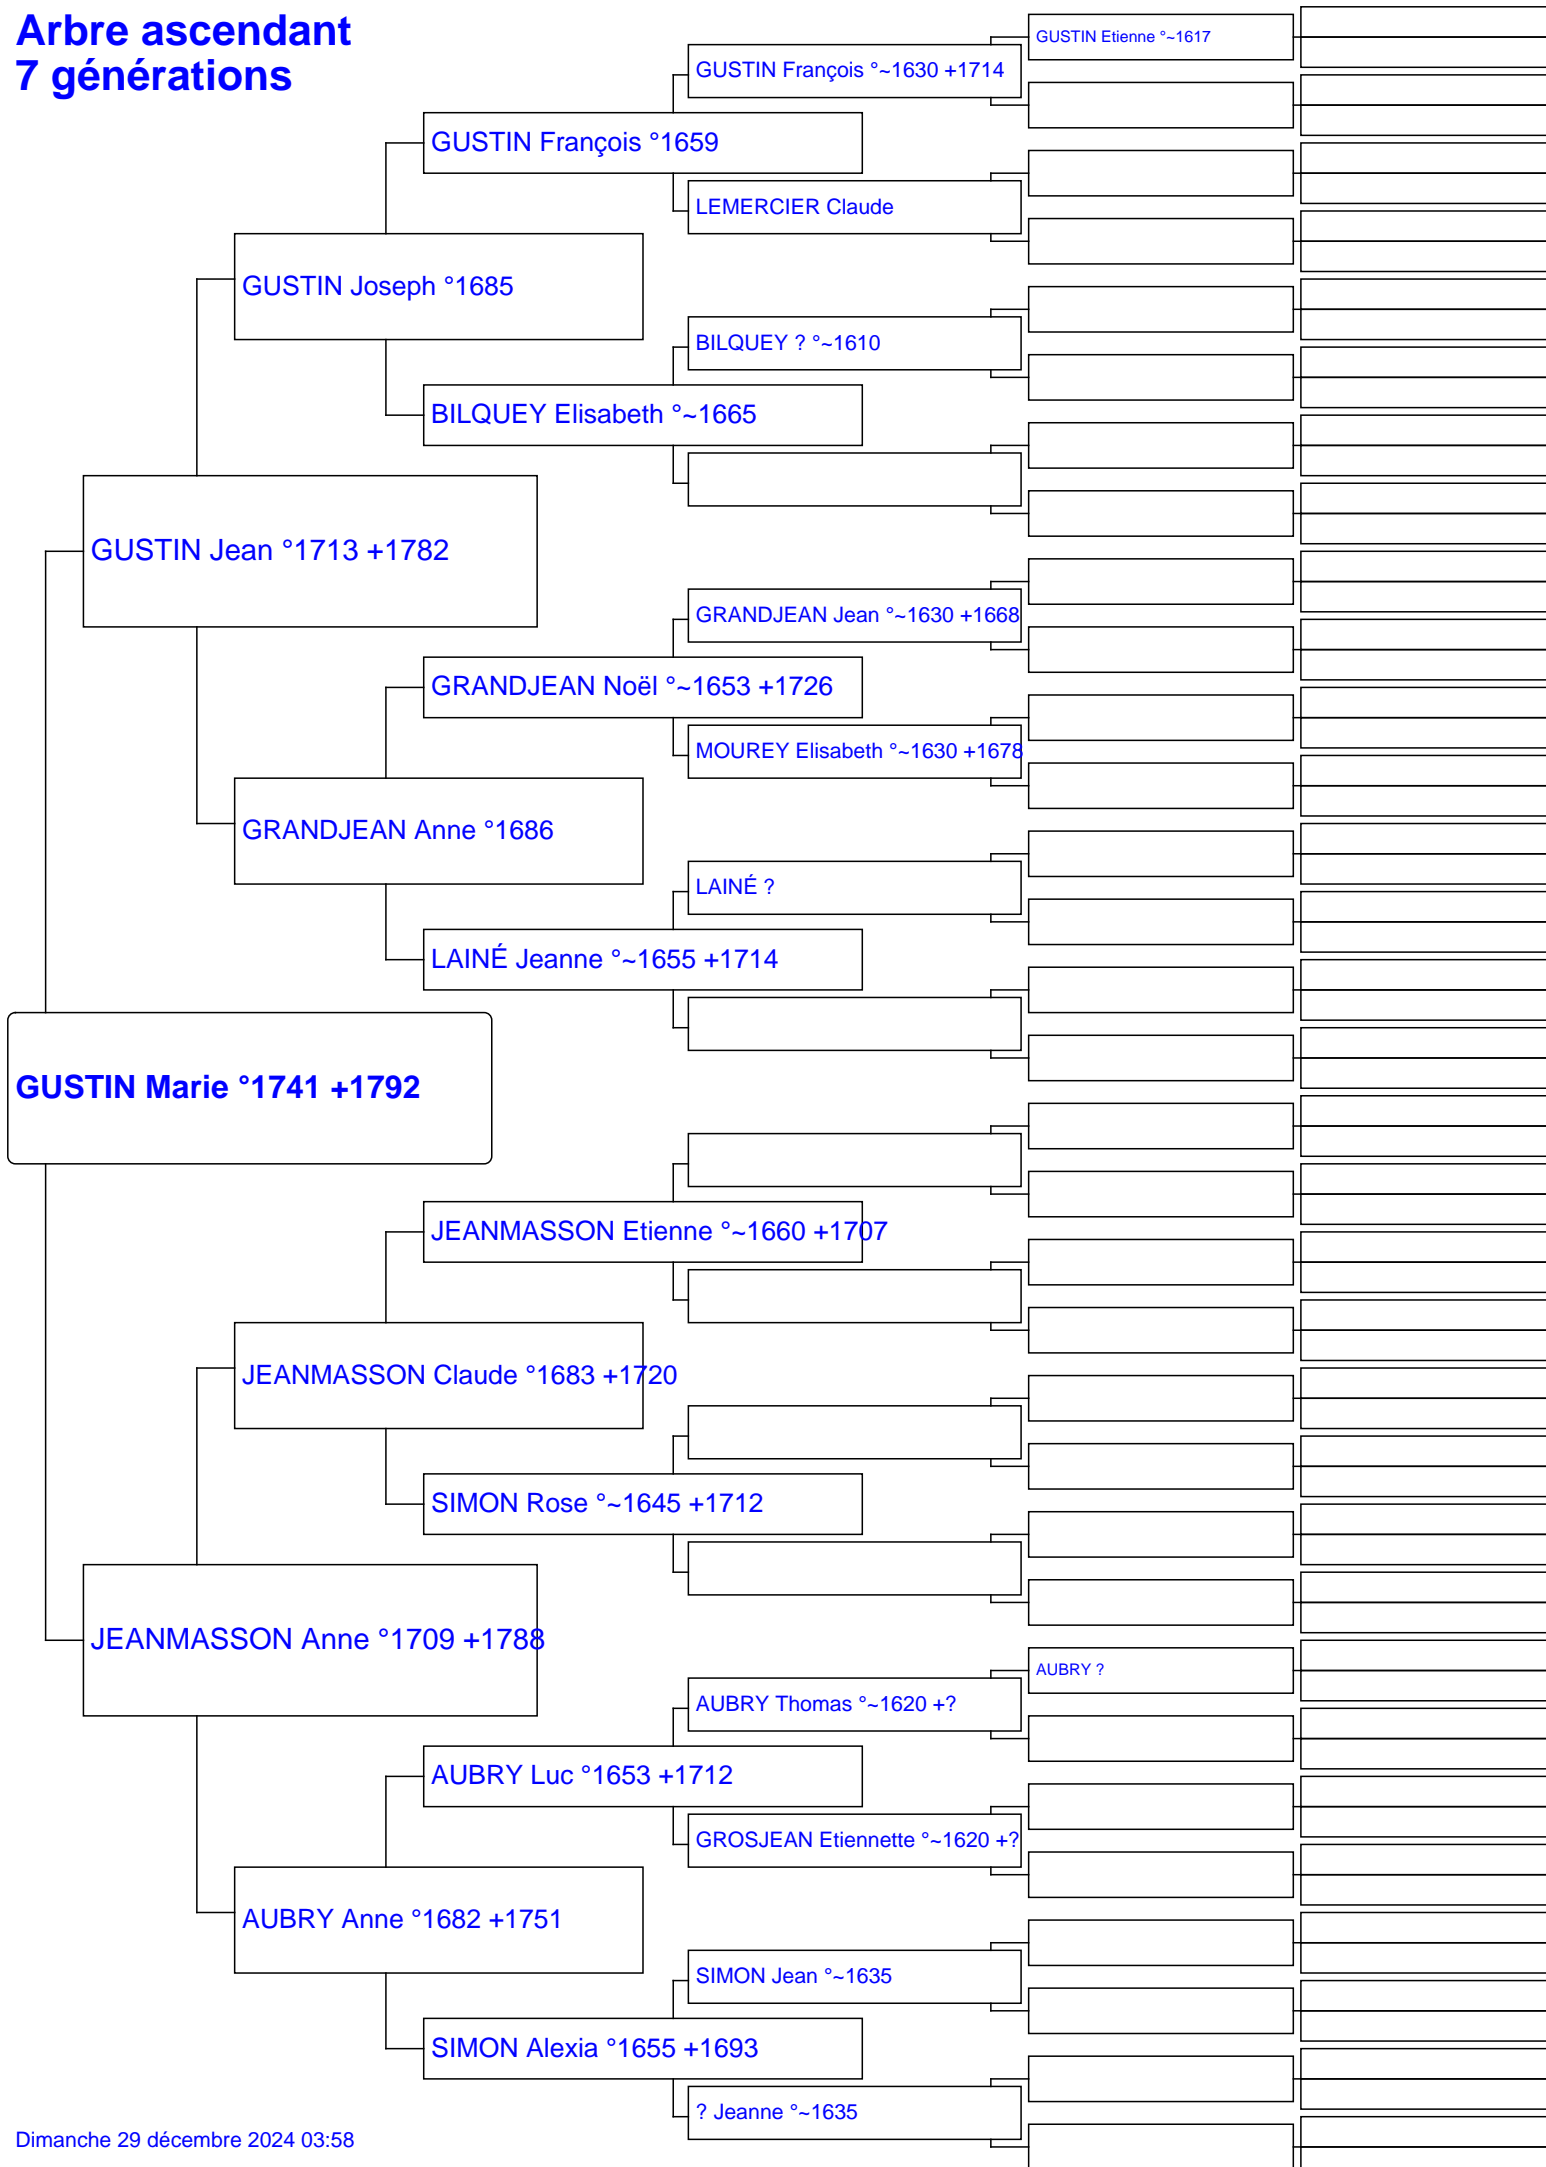 Arbre ascendant
7 générations
GUSTIN Etienne °~1617
GUSTIN François °~1630 +1714
GUSTIN François °1659
LEMERCIER Claude
GUSTIN Joseph °1685
BILQUEY ? °~1610
BILQUEY Elisabeth °~1665
GUSTIN Jean °1713 +1782
GRANDJEAN Jean °~1630 +1668
GRANDJEAN Noël °~1653 +1726
MOUREY Elisabeth °~1630 +1678
GRANDJEAN Anne °1686
LAINÉ ?
LAINÉ Jeanne °~1655 +1714
GUSTIN Marie °1741 +1792
JEANMASSON Etienne °~1660 +1707
JEANMASSON Claude °1683 +1720
SIMON Rose °~1645 +1712
JEANMASSON Anne °1709 +1788
AUBRY ?
AUBRY Thomas °~1620 +?
AUBRY Luc °1653 +1712
GROSJEAN Etiennette °~1620 +?
AUBRY Anne °1682 +1751
SIMON Jean °~1635
SIMON Alexia °1655 +1693
? Jeanne °~1635
Dimanche 29 décembre 2024 03:58